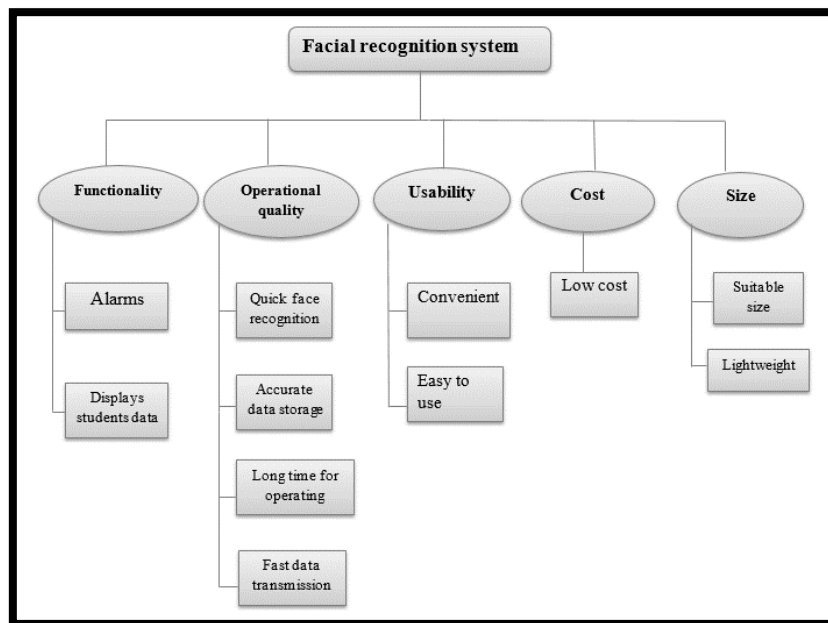 Facial recognition system
Functionality
Operational
quality
Usability
Cost
Size
Alarms
Displays
students data
Quick face
recognition
Accurate
data storage
Long time for
operating
Fast data
transmission
Convenient
Easy to
use
Low cost
Suitable
size
Lightweight